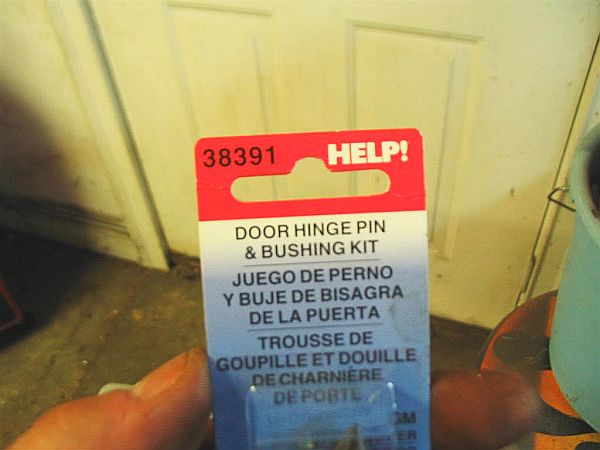 38391 HELP!
DOOR HINGE PIN
& BUSHING KIT
JUEGO DE PERNO
Y BUJE DE BISAGRA
DE LA PUERTA
TROUSSE DE
GOUPILLE ET DOUILLE
DE CHARNIÈRE
DE PORTE